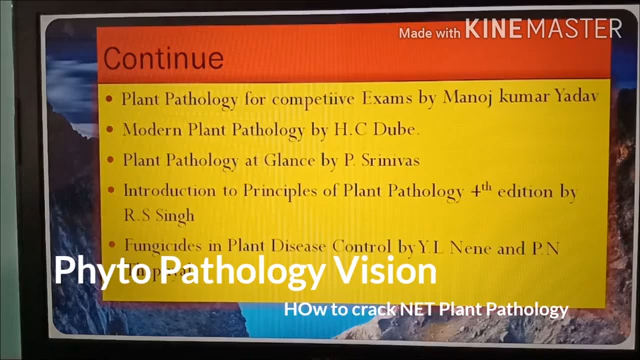 Made with KINEMASTER
Continue
• Plant Pathology for competiive Exams by Manoj kumar Yadav
• Modern Plant Pathology by H.C Dube.
• Plant Pathology at Glance by P. Srinivas
• Introduction to Principles of Plant Pathology 4th edition by
R.S Singh
• Fungicides in Plant Disease Control by Y.L Nene and P.N
Phyto Pathology Vision
HOw to crack NET Plant Pathology